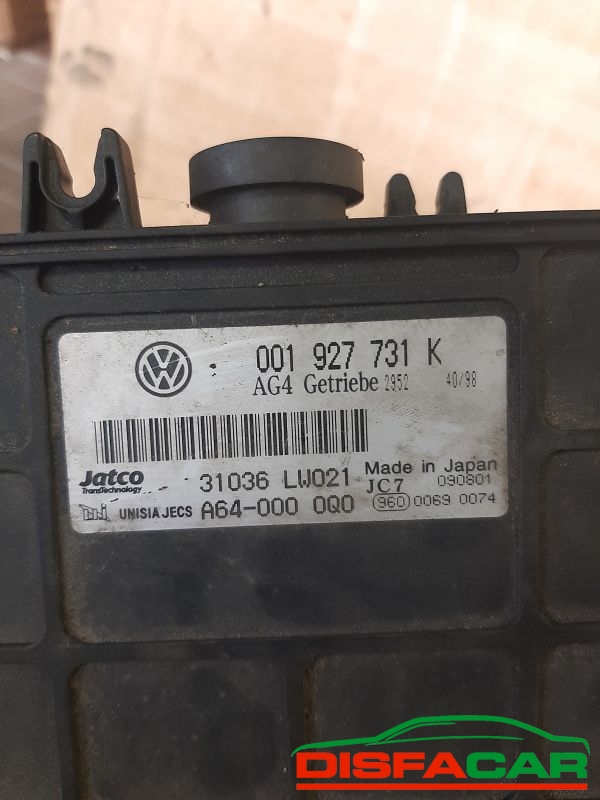 001 927 731 K
AG4 Getriebe 2952 40/98
Jatco
TransTechnology
31036 LW021
Made in Japan
JC7 090801
UNISIA JECS A64-000 0Q0
960 0069 0074
DISFACAR